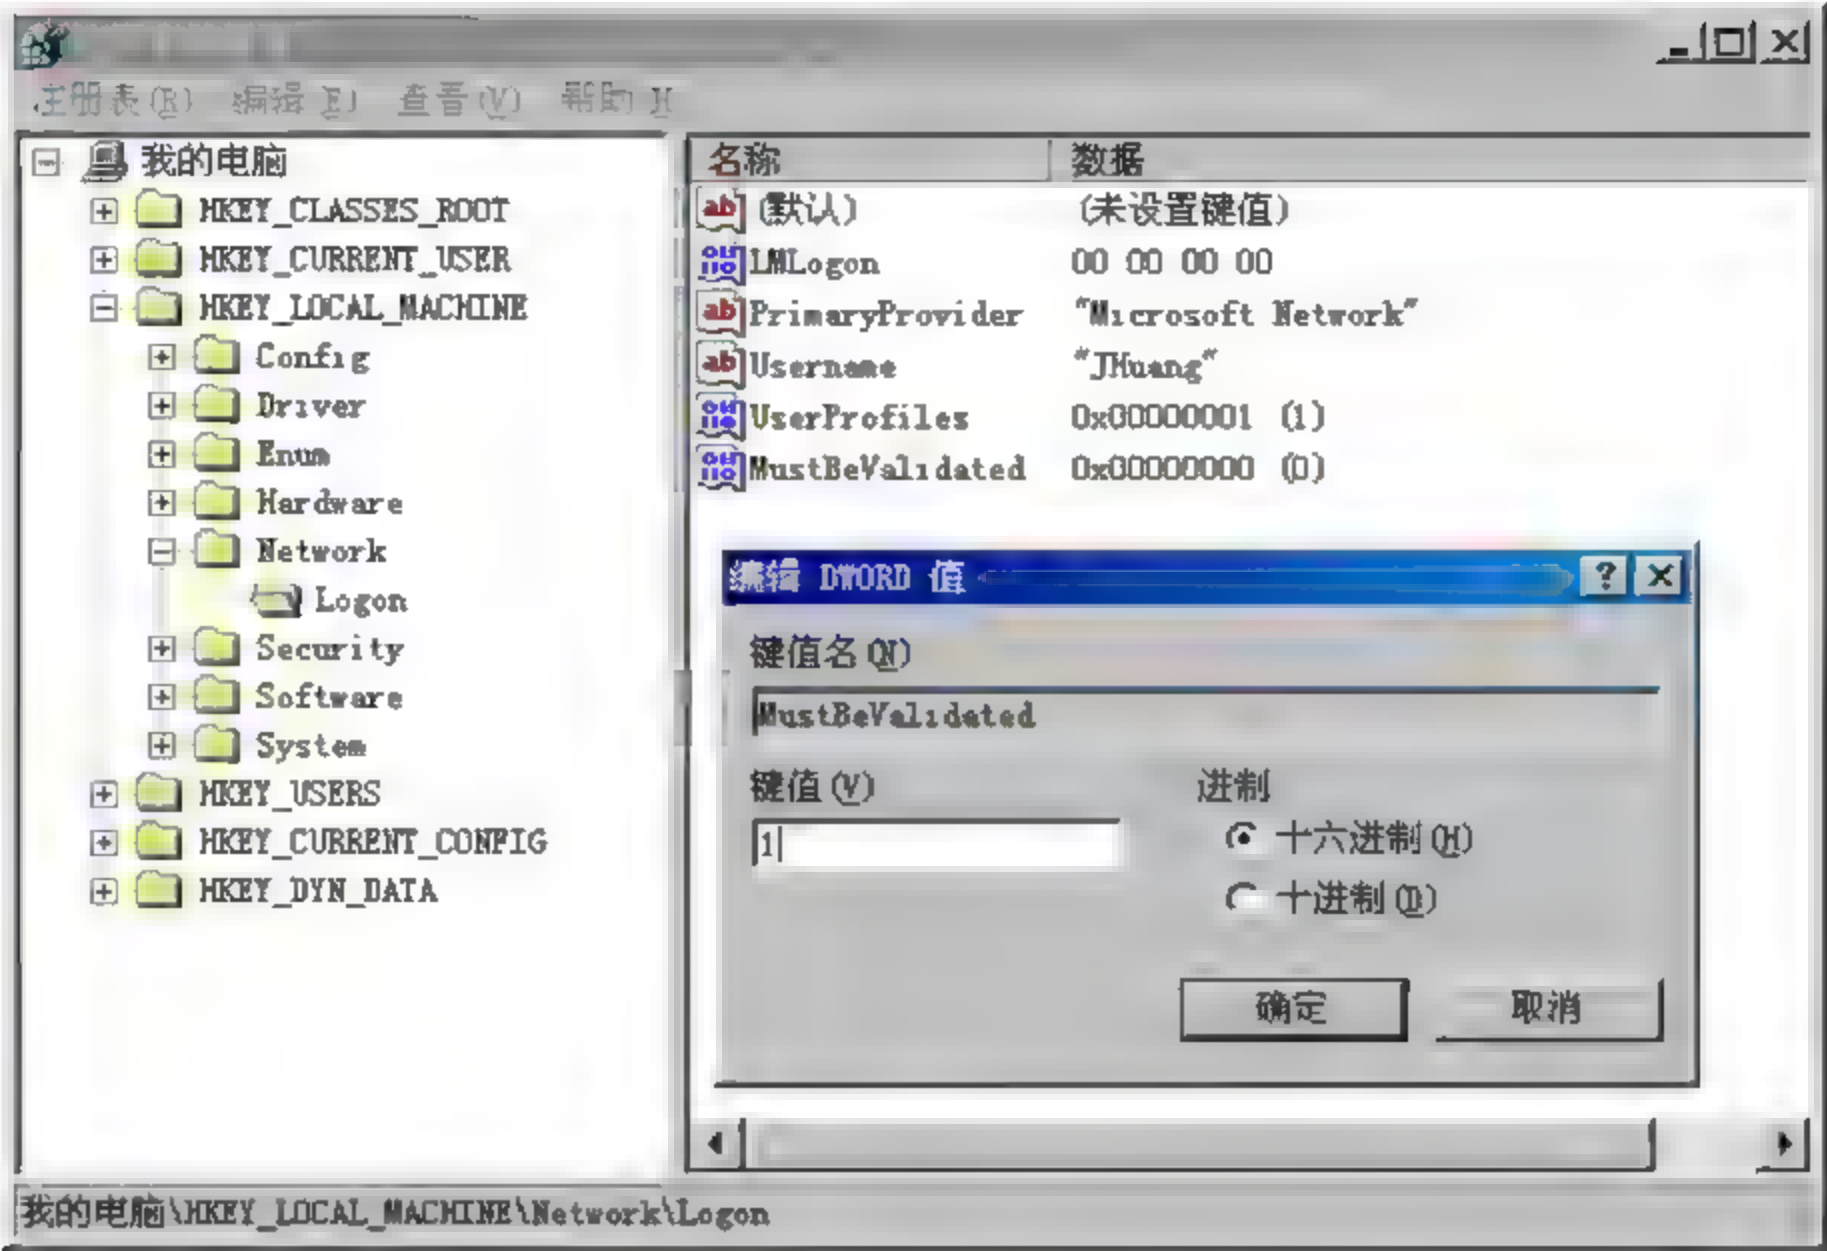 注册表(R) 编辑(E) 查看(V) 帮助(H)
我的电脑
HKEY_CLASSES_ROOT
HKEY_CURRENT_USER
HKEY_LOCAL_MACHINE
Config
Driver
Enum
Hardware
Network
Logon
Security
Software
System
HKEY_USERS
HKEY_CURRENT_CONFIG
HKEY_DYN_DATA
名称 数据
(默认) (未设置键值)
LMLogon 00 00 00 00
PrimaryProvider "Microsoft Network"
Username "JHuang"
UserProfiles 0x00000001 (1)
MustBeValidated 0x00000000 (0)
编辑 DWORD 值
键值名(N)
MustBeValidated
键值(V) 进制
1 十六进制(H)
十进制(D)
确定 取消
我的电脑\HKEY_LOCAL_MACHINE\Network\Logon